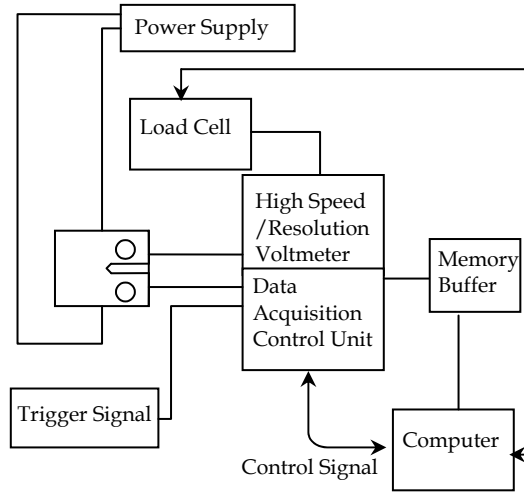 Power Supply
Load Cell
High Speed
/Resolution
Voltmeter
Data
Acquisition
Control Unit
Memory
Buffer
Trigger Signal
Control Signal
Computer